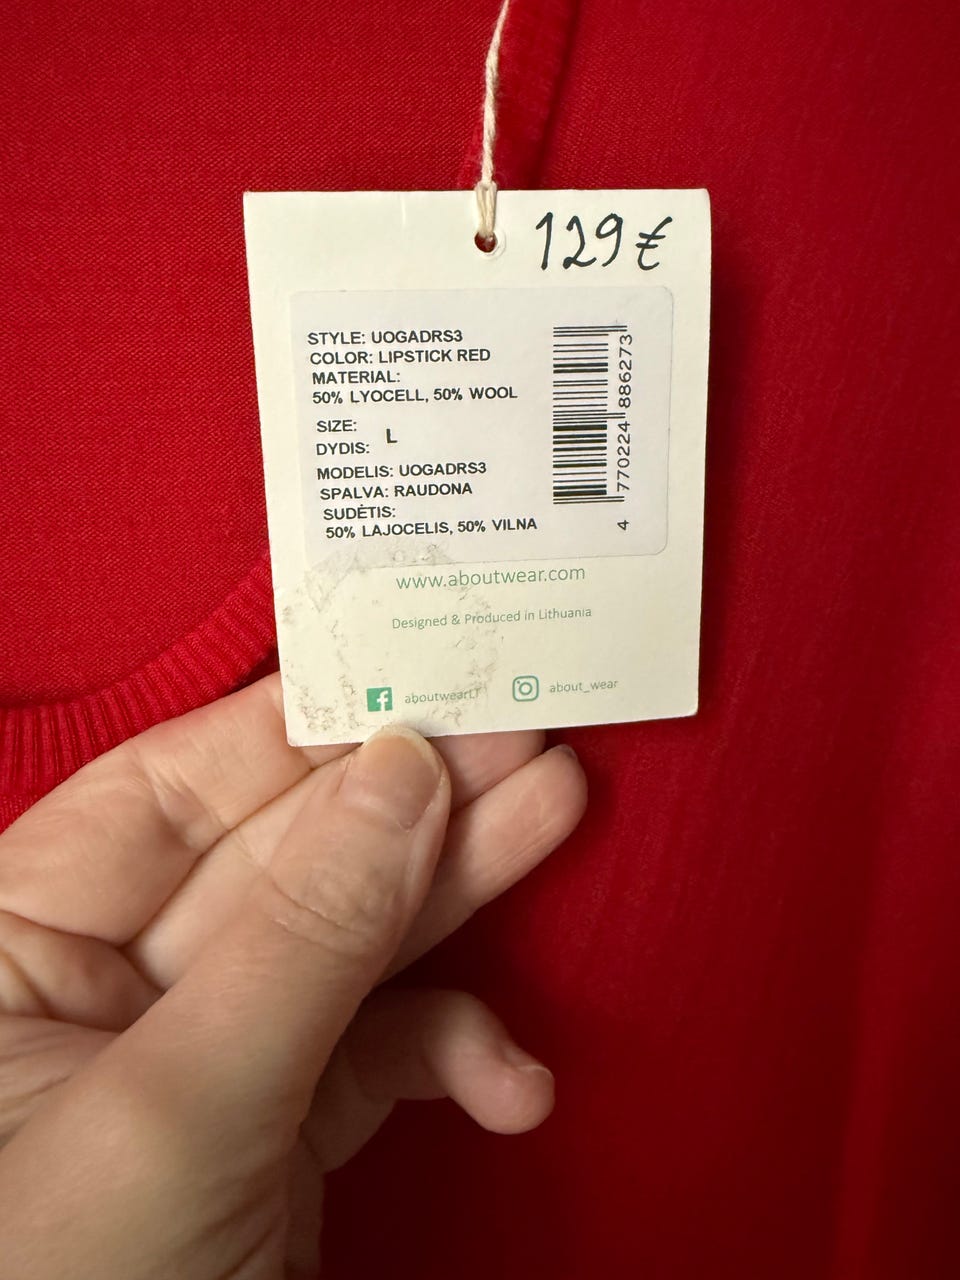 129€
STYLE: UOGADRS3
COLOR: LIPSTICK RED
MATERIAL:
50% LYOCELL, 50% WOOL
SIZE:
DYDIS: L
MODELIS: UOGADRS3
SPALVA: RAUDONA
SUDĖTIS:
50% LAJOCELIS, 50% VILNA
4 770224 886273
www.aboutwear.com
Designed & Produced in Lithuania
aboutwearLT
about_wear